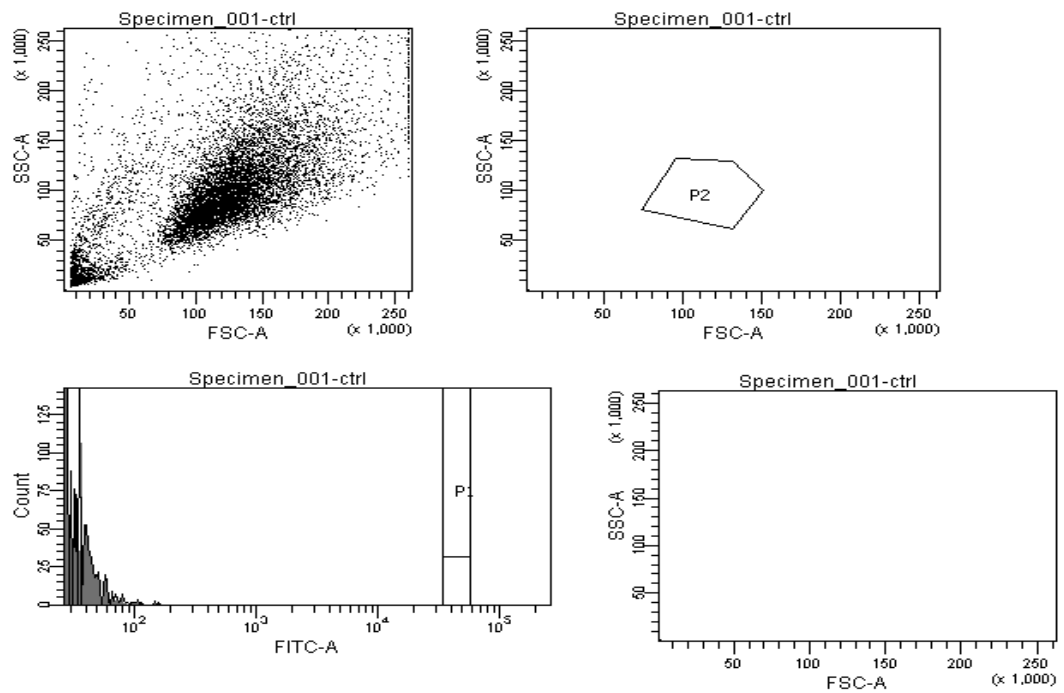 Specimen_001-ctrl
SSC-A
(x 1,000)
250
200
150
100
50
50 100 150 200 250
FSC-A
(x 1,000)
Specimen_001-ctrl
SSC-A
(x 1,000)
250
200
150
100
50
P2
50 100 150 200 250
FSC-A
(x 1,000)
Specimen_001-ctrl
Count
125
100
75
50
25
0
P1
10² 10³ 10⁴ 10⁵
FITC-A
Specimen_001-ctrl
SSC-A
(x 1,000)
250
200
150
100
50
50 100 150 200 250
FSC-A
(x 1,000)